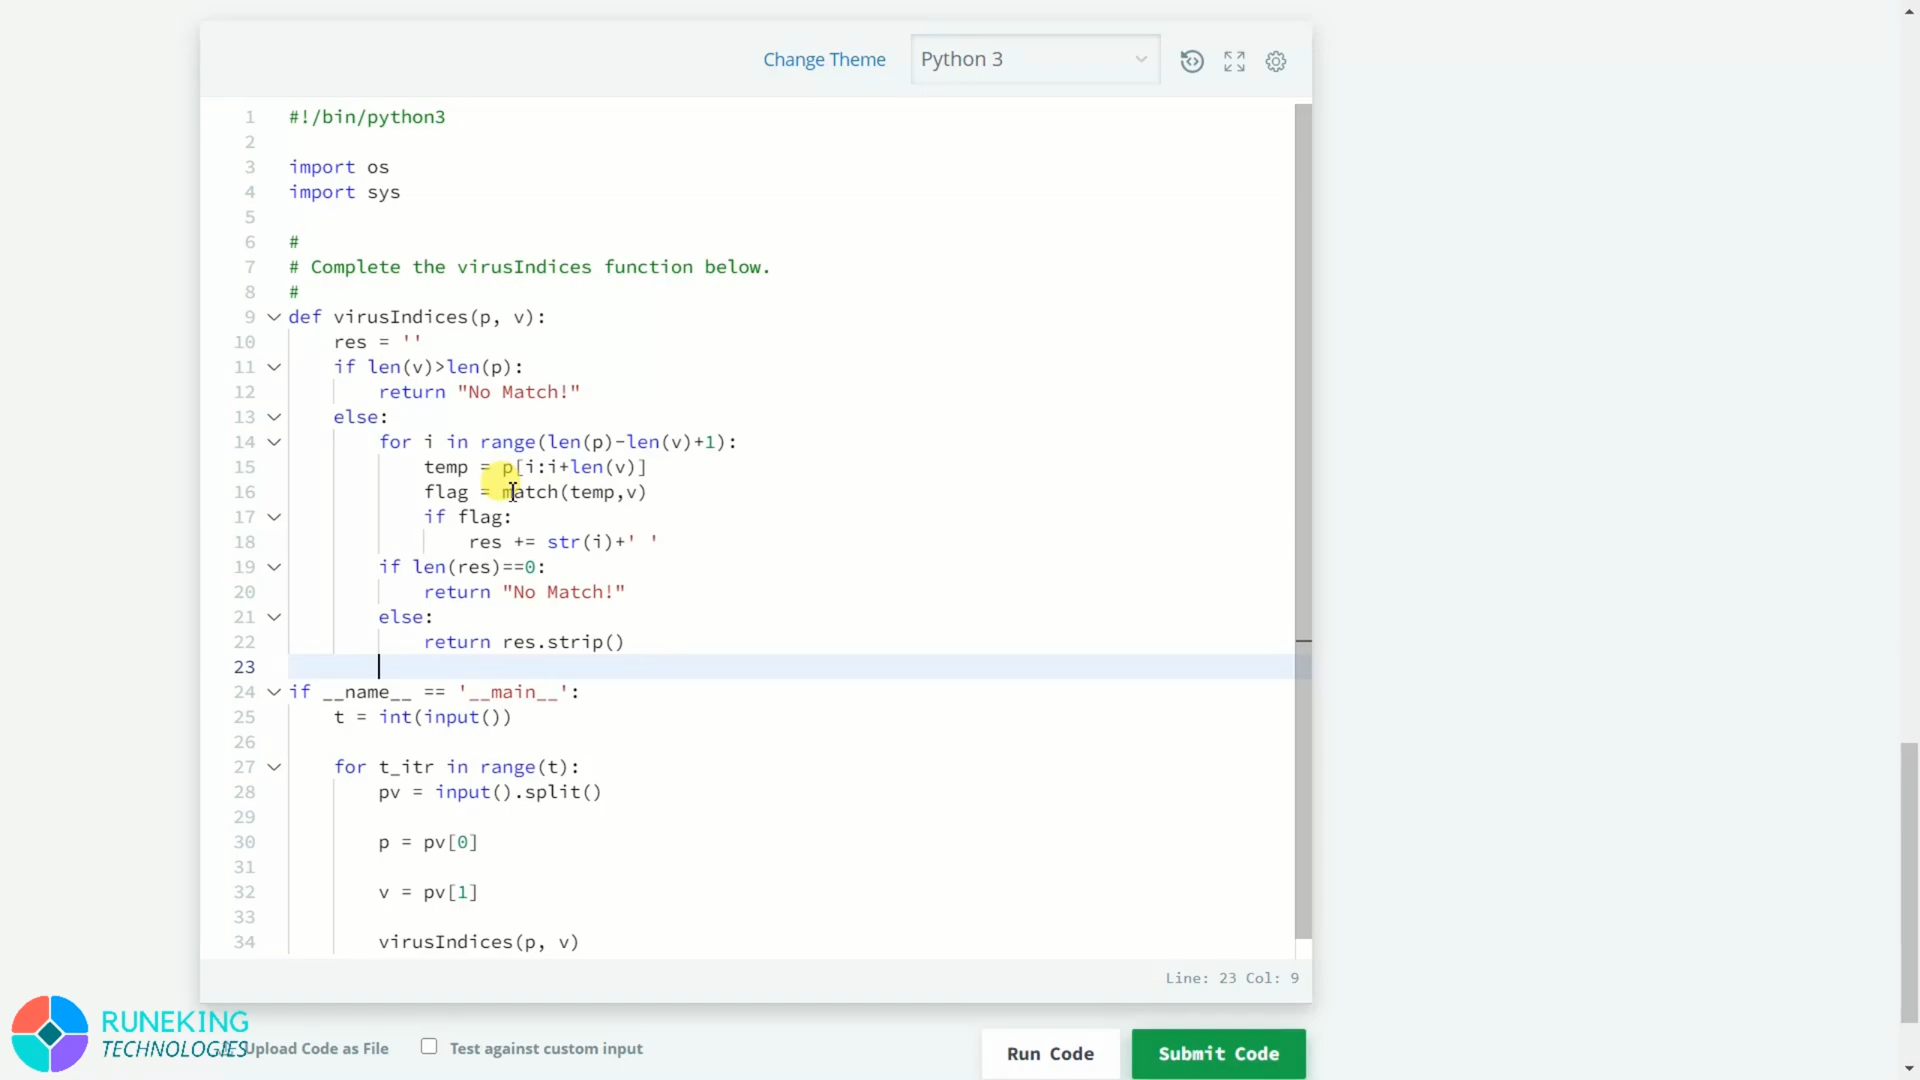 Change Theme
Python 3
1 #!/bin/python3
2
3 import os
4 import sys
5
6 #
7 # Complete the virusIndices function below.
8 #
9 def virusIndices(p, v):
10 res = ''
11 if len(v)>len(p):
12 return "No Match!"
13 else:
14 for i in range(len(p)-len(v)+1):
15 temp = p[i:i+len(v)]
16 flag = match(temp,v)
17 if flag:
18 res += str(i)+' '
19 if len(res)==0:
20 return "No Match!"
21 else:
22 return res.strip()
23
24 if __name__ == '__main__':
25 t = int(input())
26
27 for t_itr in range(t):
28 pv = input().split()
29
30 p = pv[0]
31
32 v = pv[1]
33
34 virusIndices(p, v)
Line: 23 Col: 9
RUNEKING
TECHNOLOGIES
Upload Code as File
Test against custom input
Run Code
Submit Code